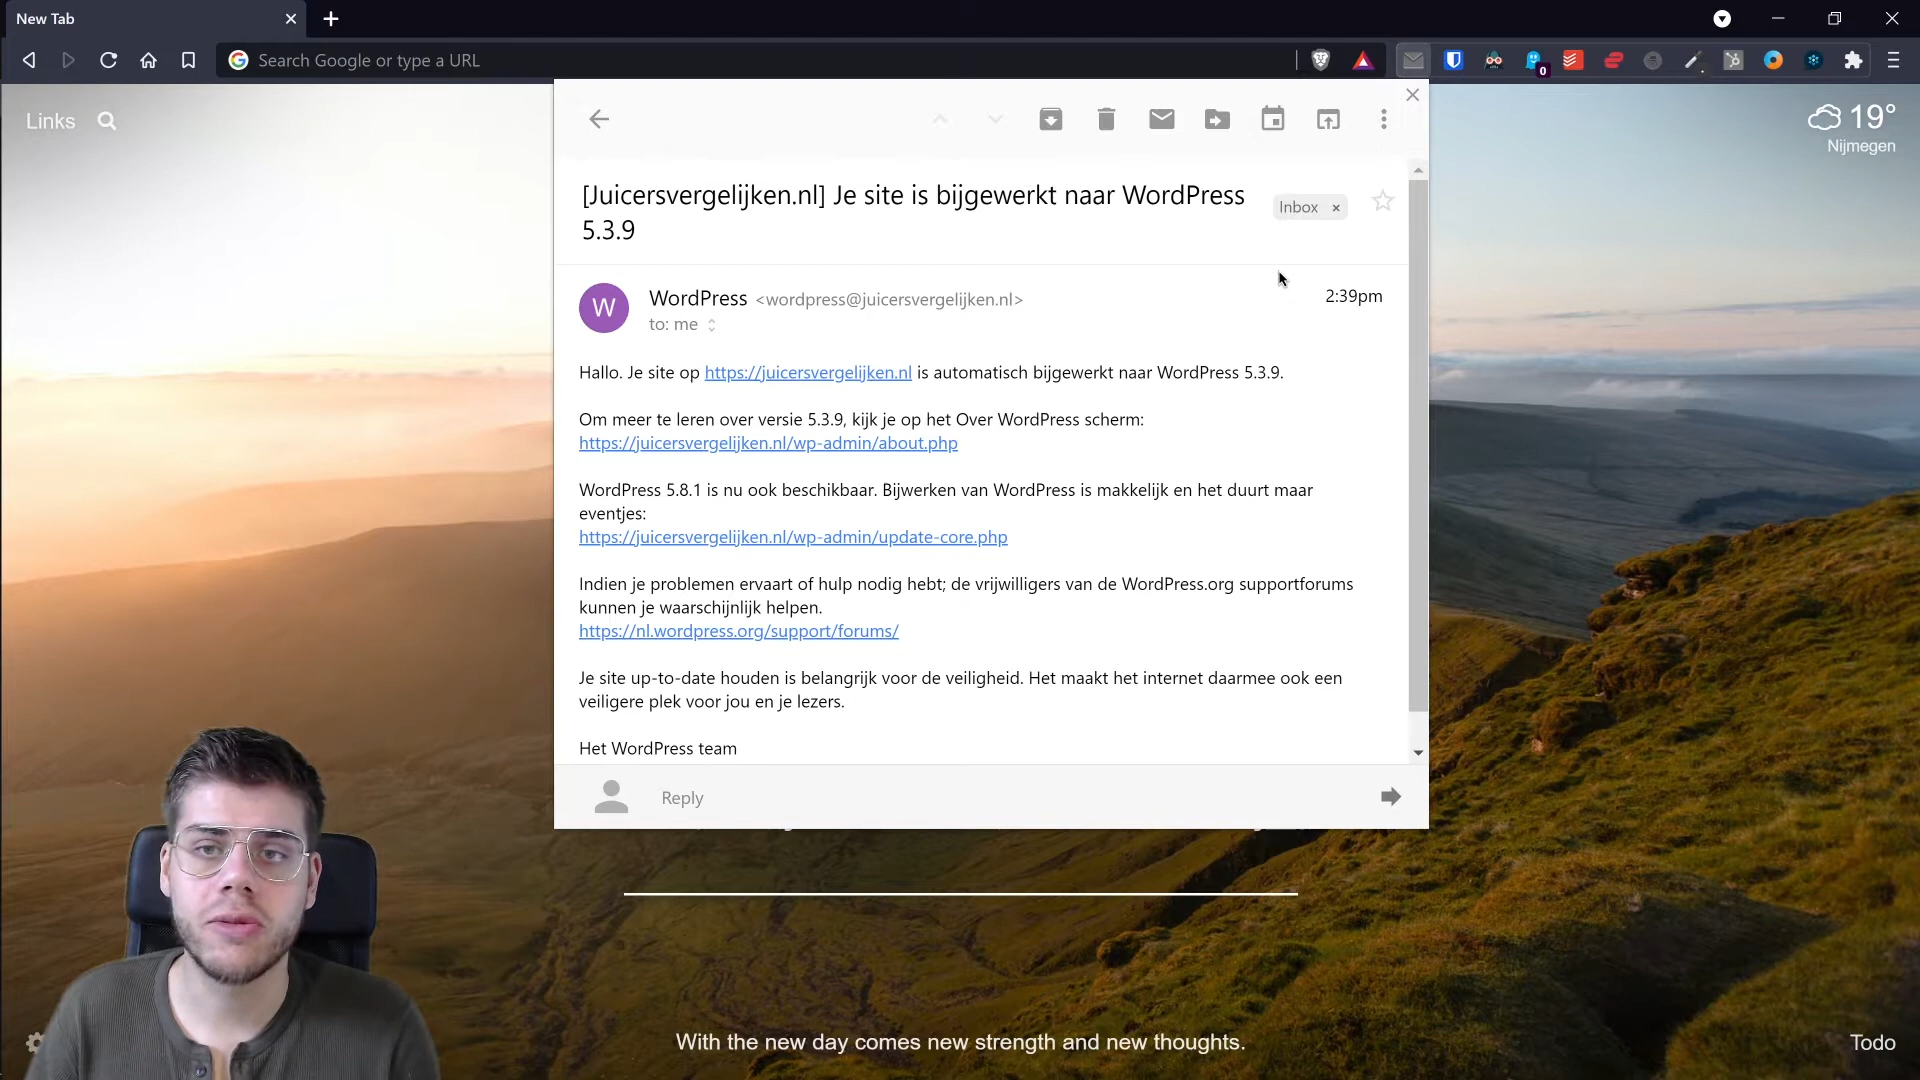 New Tab
Search Google or type a URL
0
Links
19°
Nijmegen
[Juicersvergelijken.nl] Je site is bijgewerkt naar WordPress
5.3.9
Inbox ×
W
WordPress <wordpress@juicersvergelijken.nl>
2:39pm
to: me
Hallo. Je site op https://juicersvergelijken.nl is automatisch bijgewerkt naar WordPress 5.3.9.
Om meer te leren over versie 5.3.9, kijk je op het Over WordPress scherm:
https://juicersvergelijken.nl/wp-admin/about.php
WordPress 5.8.1 is nu ook beschikbaar. Bijwerken van WordPress is makkelijk en het duurt maar
eventjes:
https://juicersvergelijken.nl/wp-admin/update-core.php
Indien je problemen ervaart of hulp nodig hebt; de vrijwilligers van de WordPress.org supportforums
kunnen je waarschijnlijk helpen.
https://nl.wordpress.org/support/forums/
Je site up-to-date houden is belangrijk voor de veiligheid. Het maakt het internet daarmee ook een
veiligere plek voor jou en je lezers.
Het WordPress team
Reply
With the new day comes new strength and new thoughts.
Todo